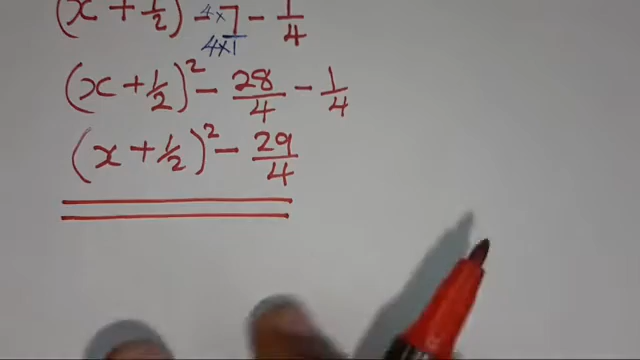 (x + 1/2) - 4×7/4×1 - 1/4
(x + 1/2)² - 28/4 - 1/4
(x + 1/2)² - 29/4